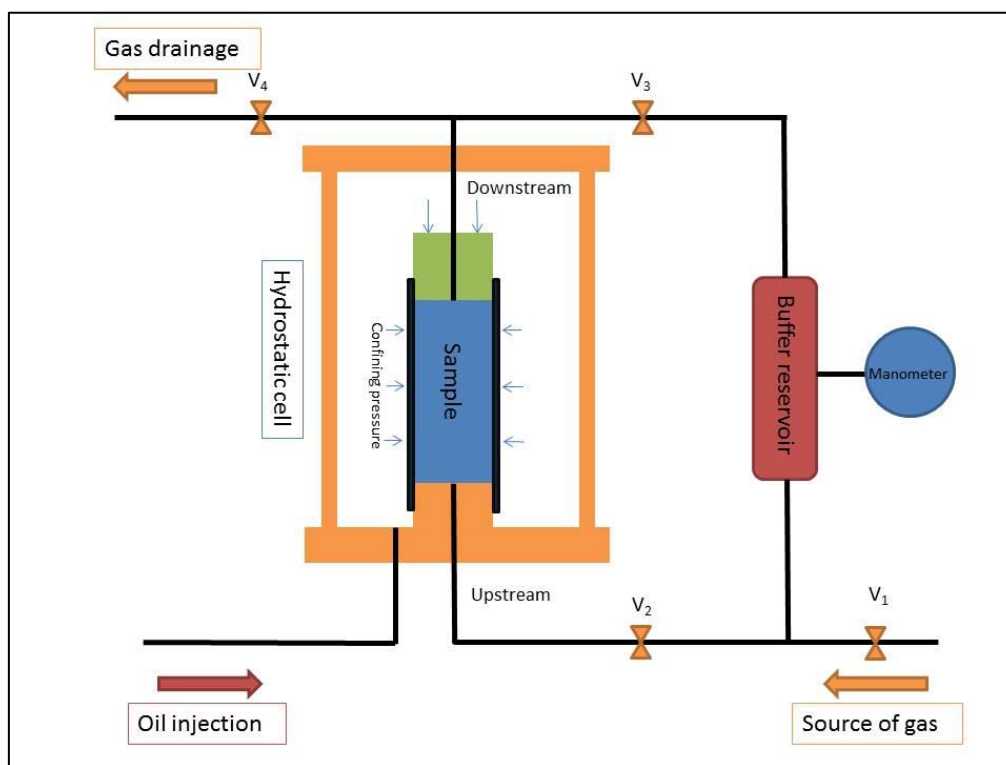 Gas drainage
V4
V3
Downstream
Hydrostatic cell
Confining pressure
Sample
Buffer reservoir
Manometer
Upstream
V2
V1
Oil injection
Source of gas